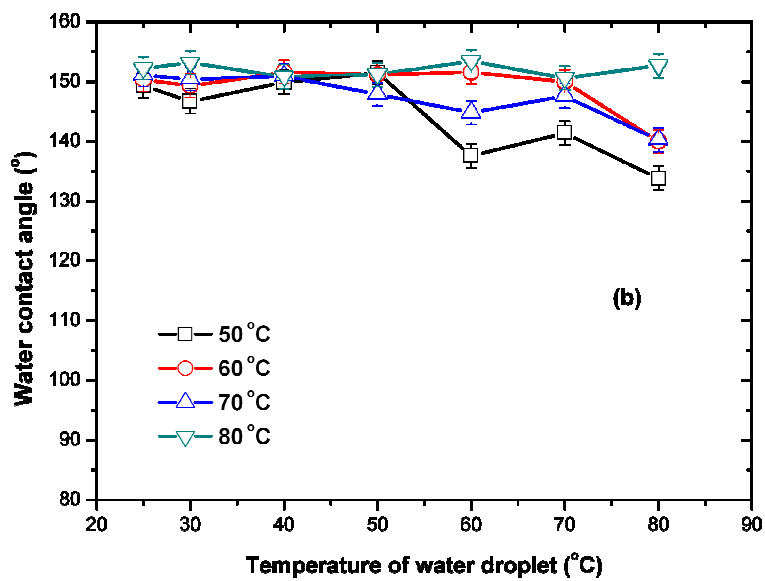 160
150
140
130
120
110
100
90
80
Water contact angle (°)
(b)
50 °C
60 °C
70 °C
80 °C
20 30 40 50 60 70 80 90
Temperature of water droplet (°C)